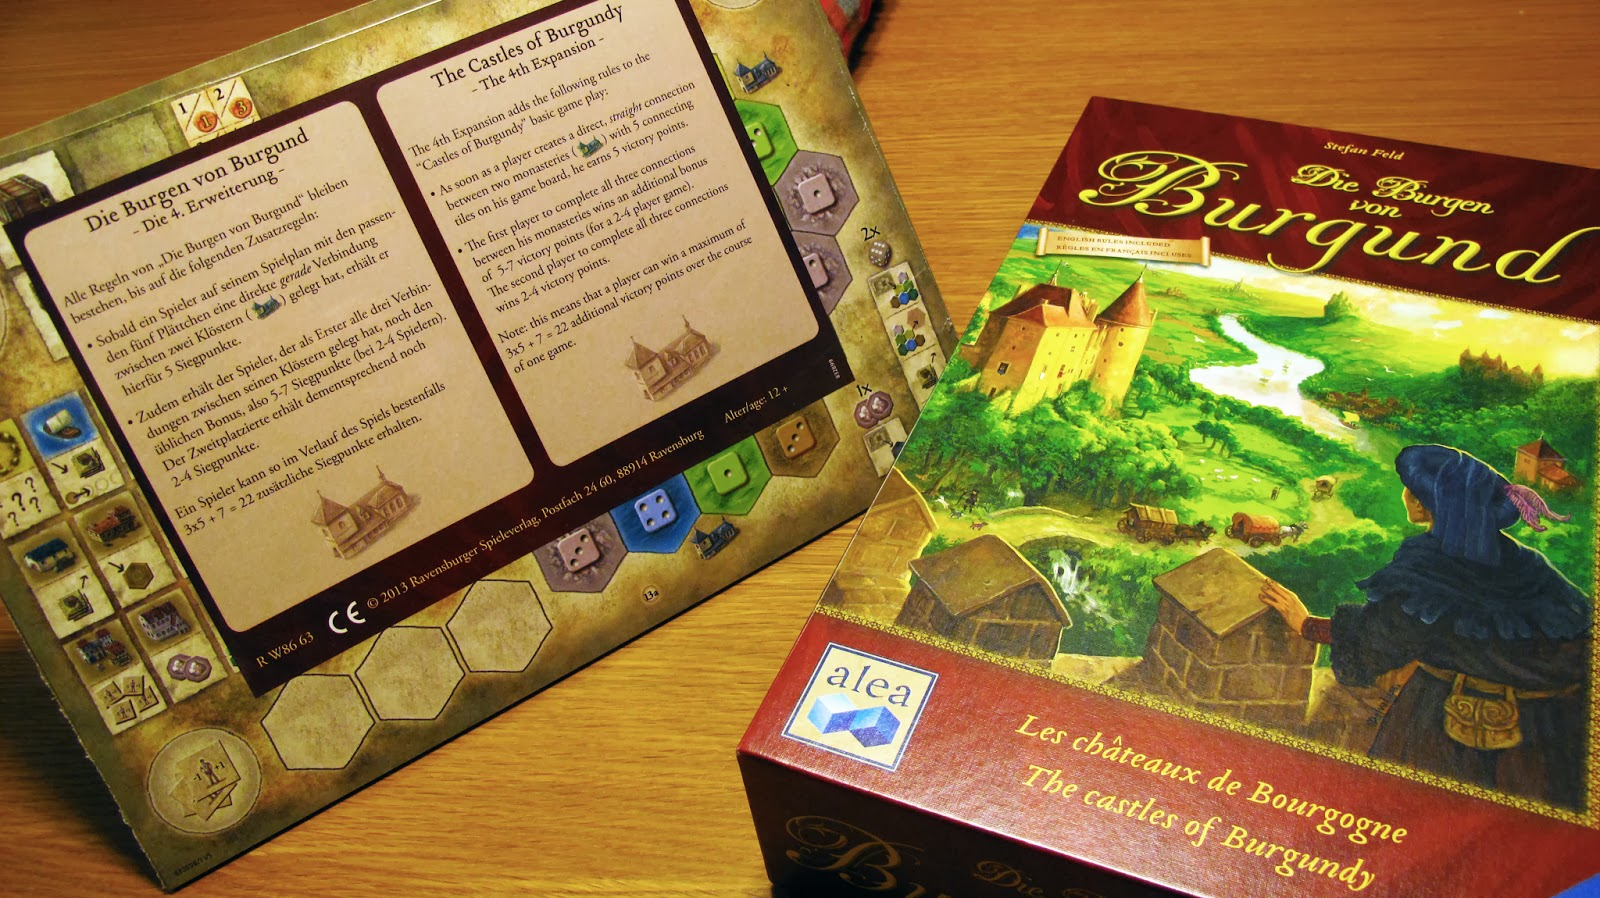 1 2
1 3
Die Burgen von Burgund
- Die 4. Erweiterung -
Alle Regeln von „Die Burgen von Burgund“ bleiben
bestehen, bis auf die folgenden Zusatzregeln:
• Sobald ein Spieler auf seinem Spielplan mit den passen-
den fünf Plättchen eine direkte gerade Verbindung
zwischen zwei Klöstern ( ) gelegt hat, erhält er
hierfür 5 Siegpunkte.
• Zudem erhält der Spieler, der als Erster alle drei Verbin-
dungen zwischen seinen Klöstern gelegt hat, noch den
üblichen Bonus, also 5-7 Siegpunkte (bei 2-4 Spielern).
Der Zweitplatzierte erhält dementsprechend noch
2-4 Siegpunkte.
Ein Spieler kann so im Verlauf des Spiels bestenfalls
3x5 + 7 = 22 zusätzliche Siegpunkte erhalten.
The Castles of Burgundy
- The 4th Expansion -
The 4th Expansion adds the following rules to the
“Castles of Burgundy” basic game play:
• As soon as a player creates a direct, straight connection
between two monasteries ( ) with 5 connecting
tiles on his game board, he earns 5 victory points.
• The first player to complete all three connections
between his monasteries wins an additional bonus
of 5-7 victory points (for a 2-4 player game).
The second player to complete all three connections
wins 2-4 victory points.
Note: this means that a player can win a maximum of
3x5 + 7 = 22 additional victory points over the course
of one game.
R W86 63 CE © 2013 Ravensburger Spieleverlag, Postfach 24 60, 88914 Ravensburg Alter/age: 12 +
2x
1x
? ?
? ?
+1 +1
13a
Stefan Feld
Die Burgen
von
Burgund
ENGLISH RULES INCLUDED
RÈGLES EN FRANÇAIS INCLUSES
alea
Les châteaux de Bourgogne
The castles of Burgundy
Burgun
Die